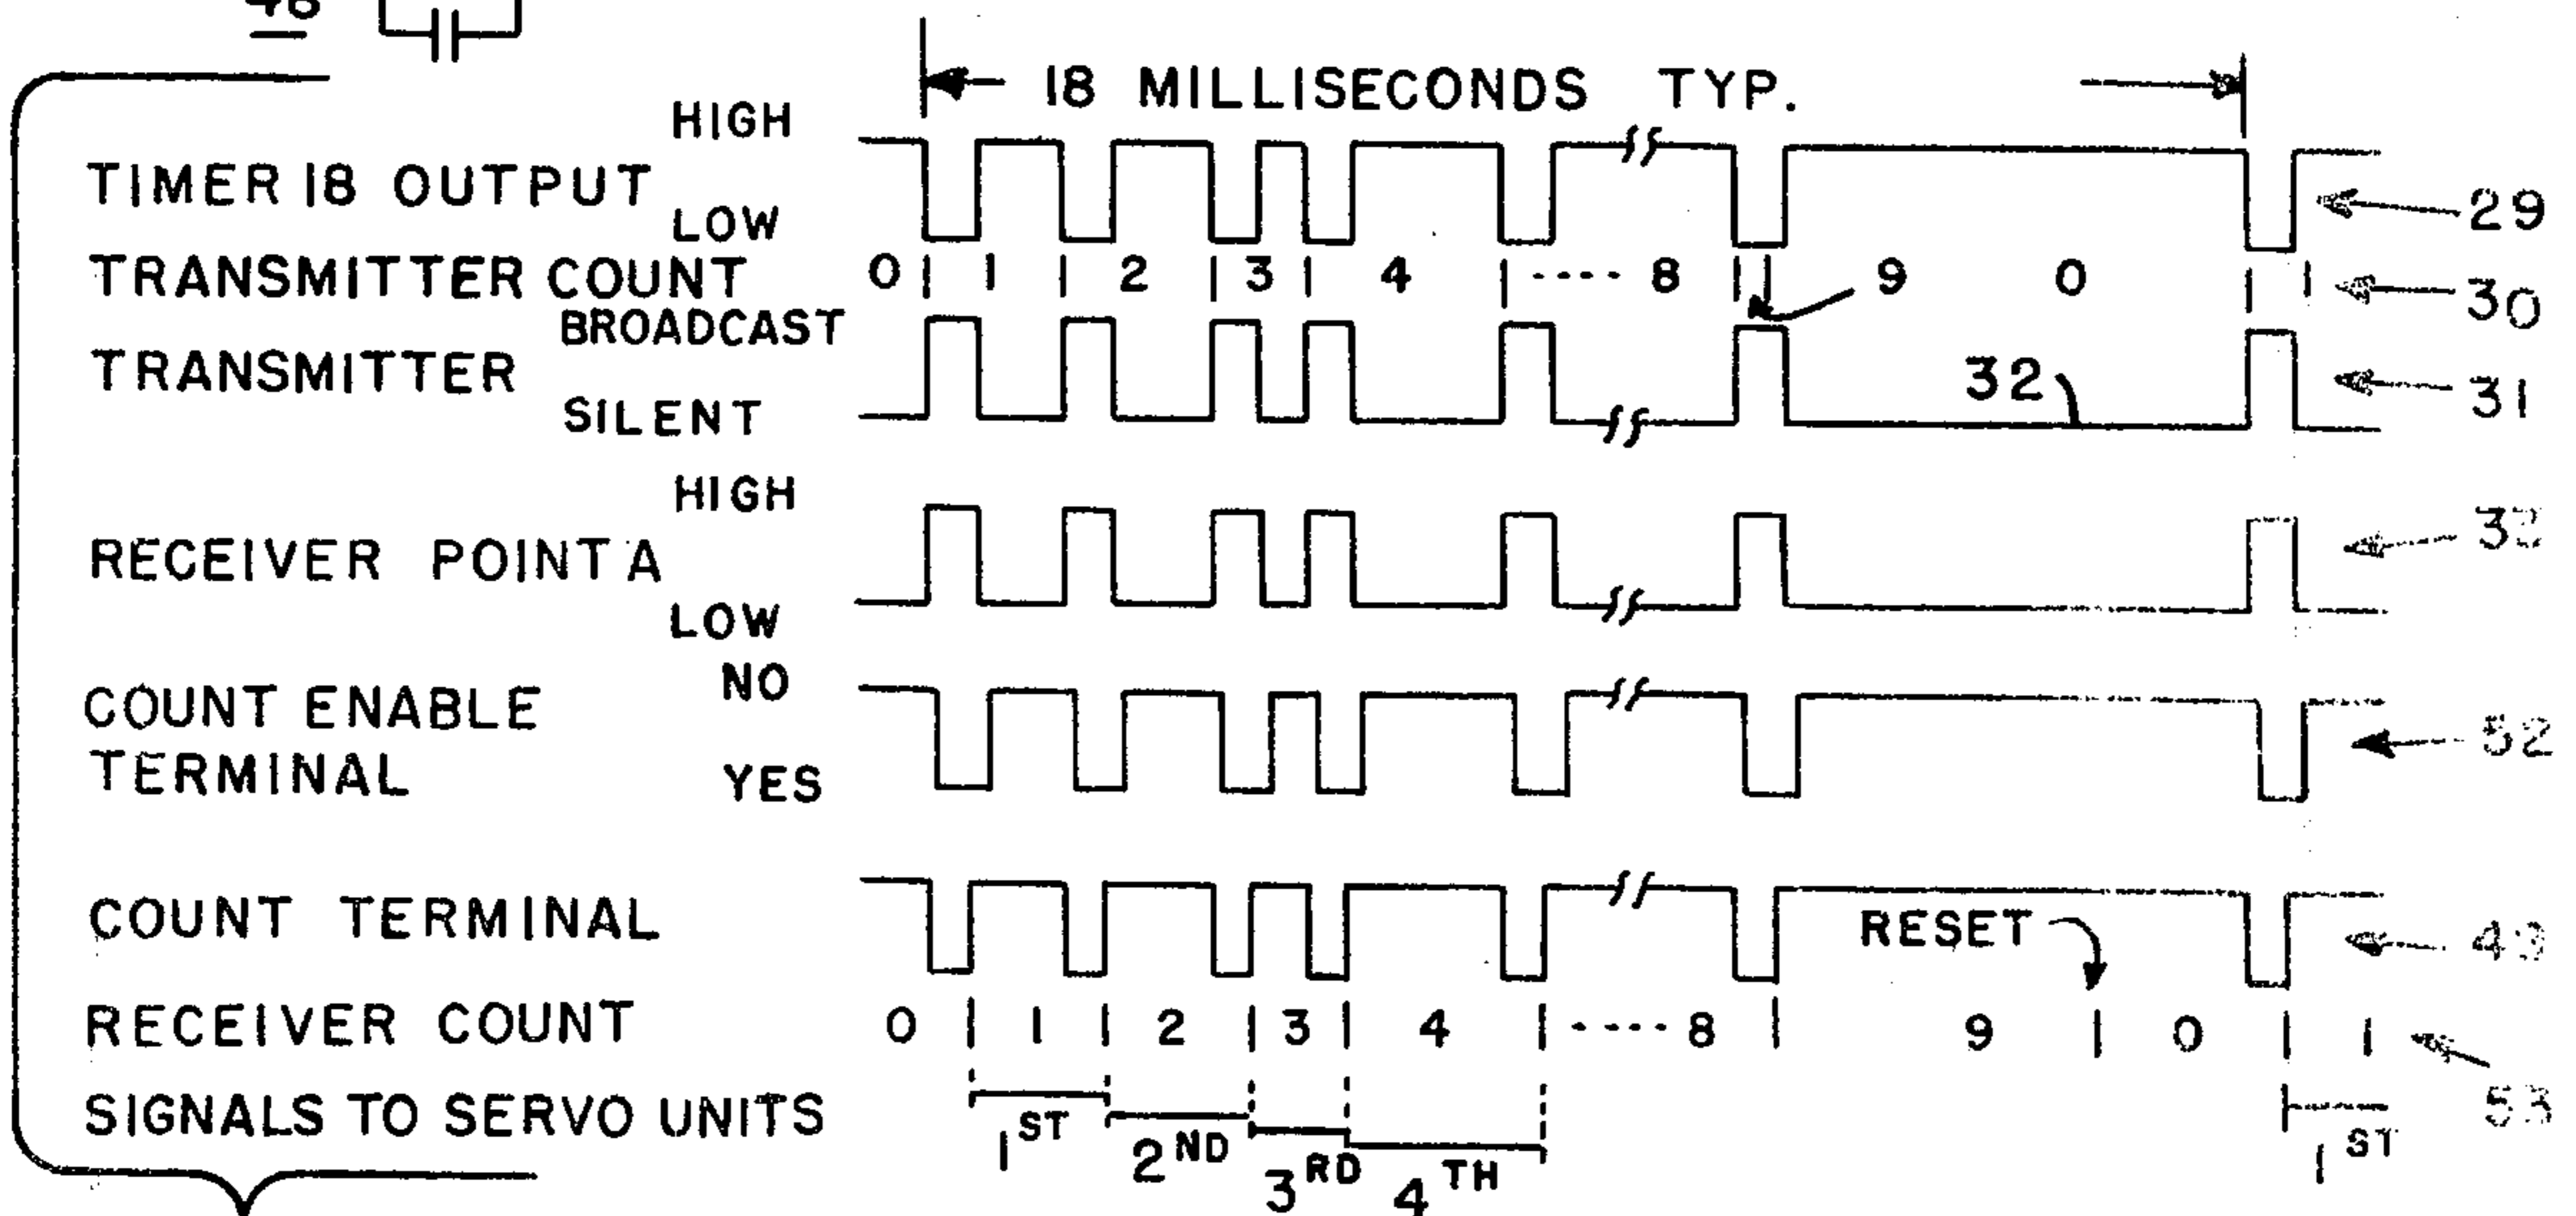 18 MILLISECONDS TYP.
HIGH
TIMER 18 OUTPUT
LOW
29
TRANSMITTER COUNT
0 1 2 3 4 ---- 8 9 0
30
BROADCAST
TRANSMITTER
SILENT
32
31
HIGH
RECEIVER POINT A
LOW
NO
COUNT ENABLE
TERMINAL
YES
52
COUNT TERMINAL
RESET
RECEIVER COUNT
0 1 2 3 4 ---- 8 9 0 1
SIGNALS TO SERVO UNITS
1ST 2ND 3RD 4TH 1ST
53